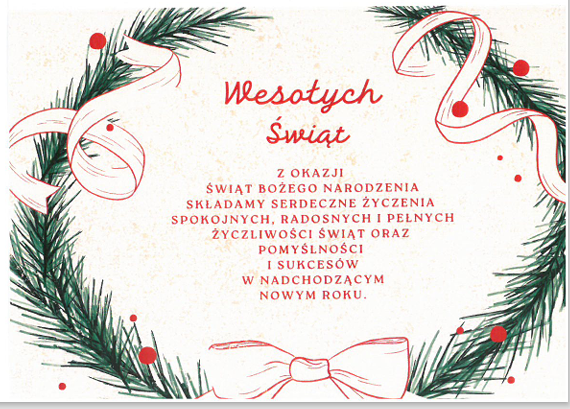 Wesołych
Świąt
Z OKAZJI
ŚWIĄT BOŻEGO NARODZENIA
SKŁADAMY SERDECZNE ŻYCZENIA
SPOKOJNYCH, RADOSNYCH I PEŁNYCH
ŻYCZLIWOŚCI ŚWIĄT ORAZ
POMYŚLNOŚCI
I SUKCESÓW
W NADCHODZĄCYM
NOWYM ROKU.